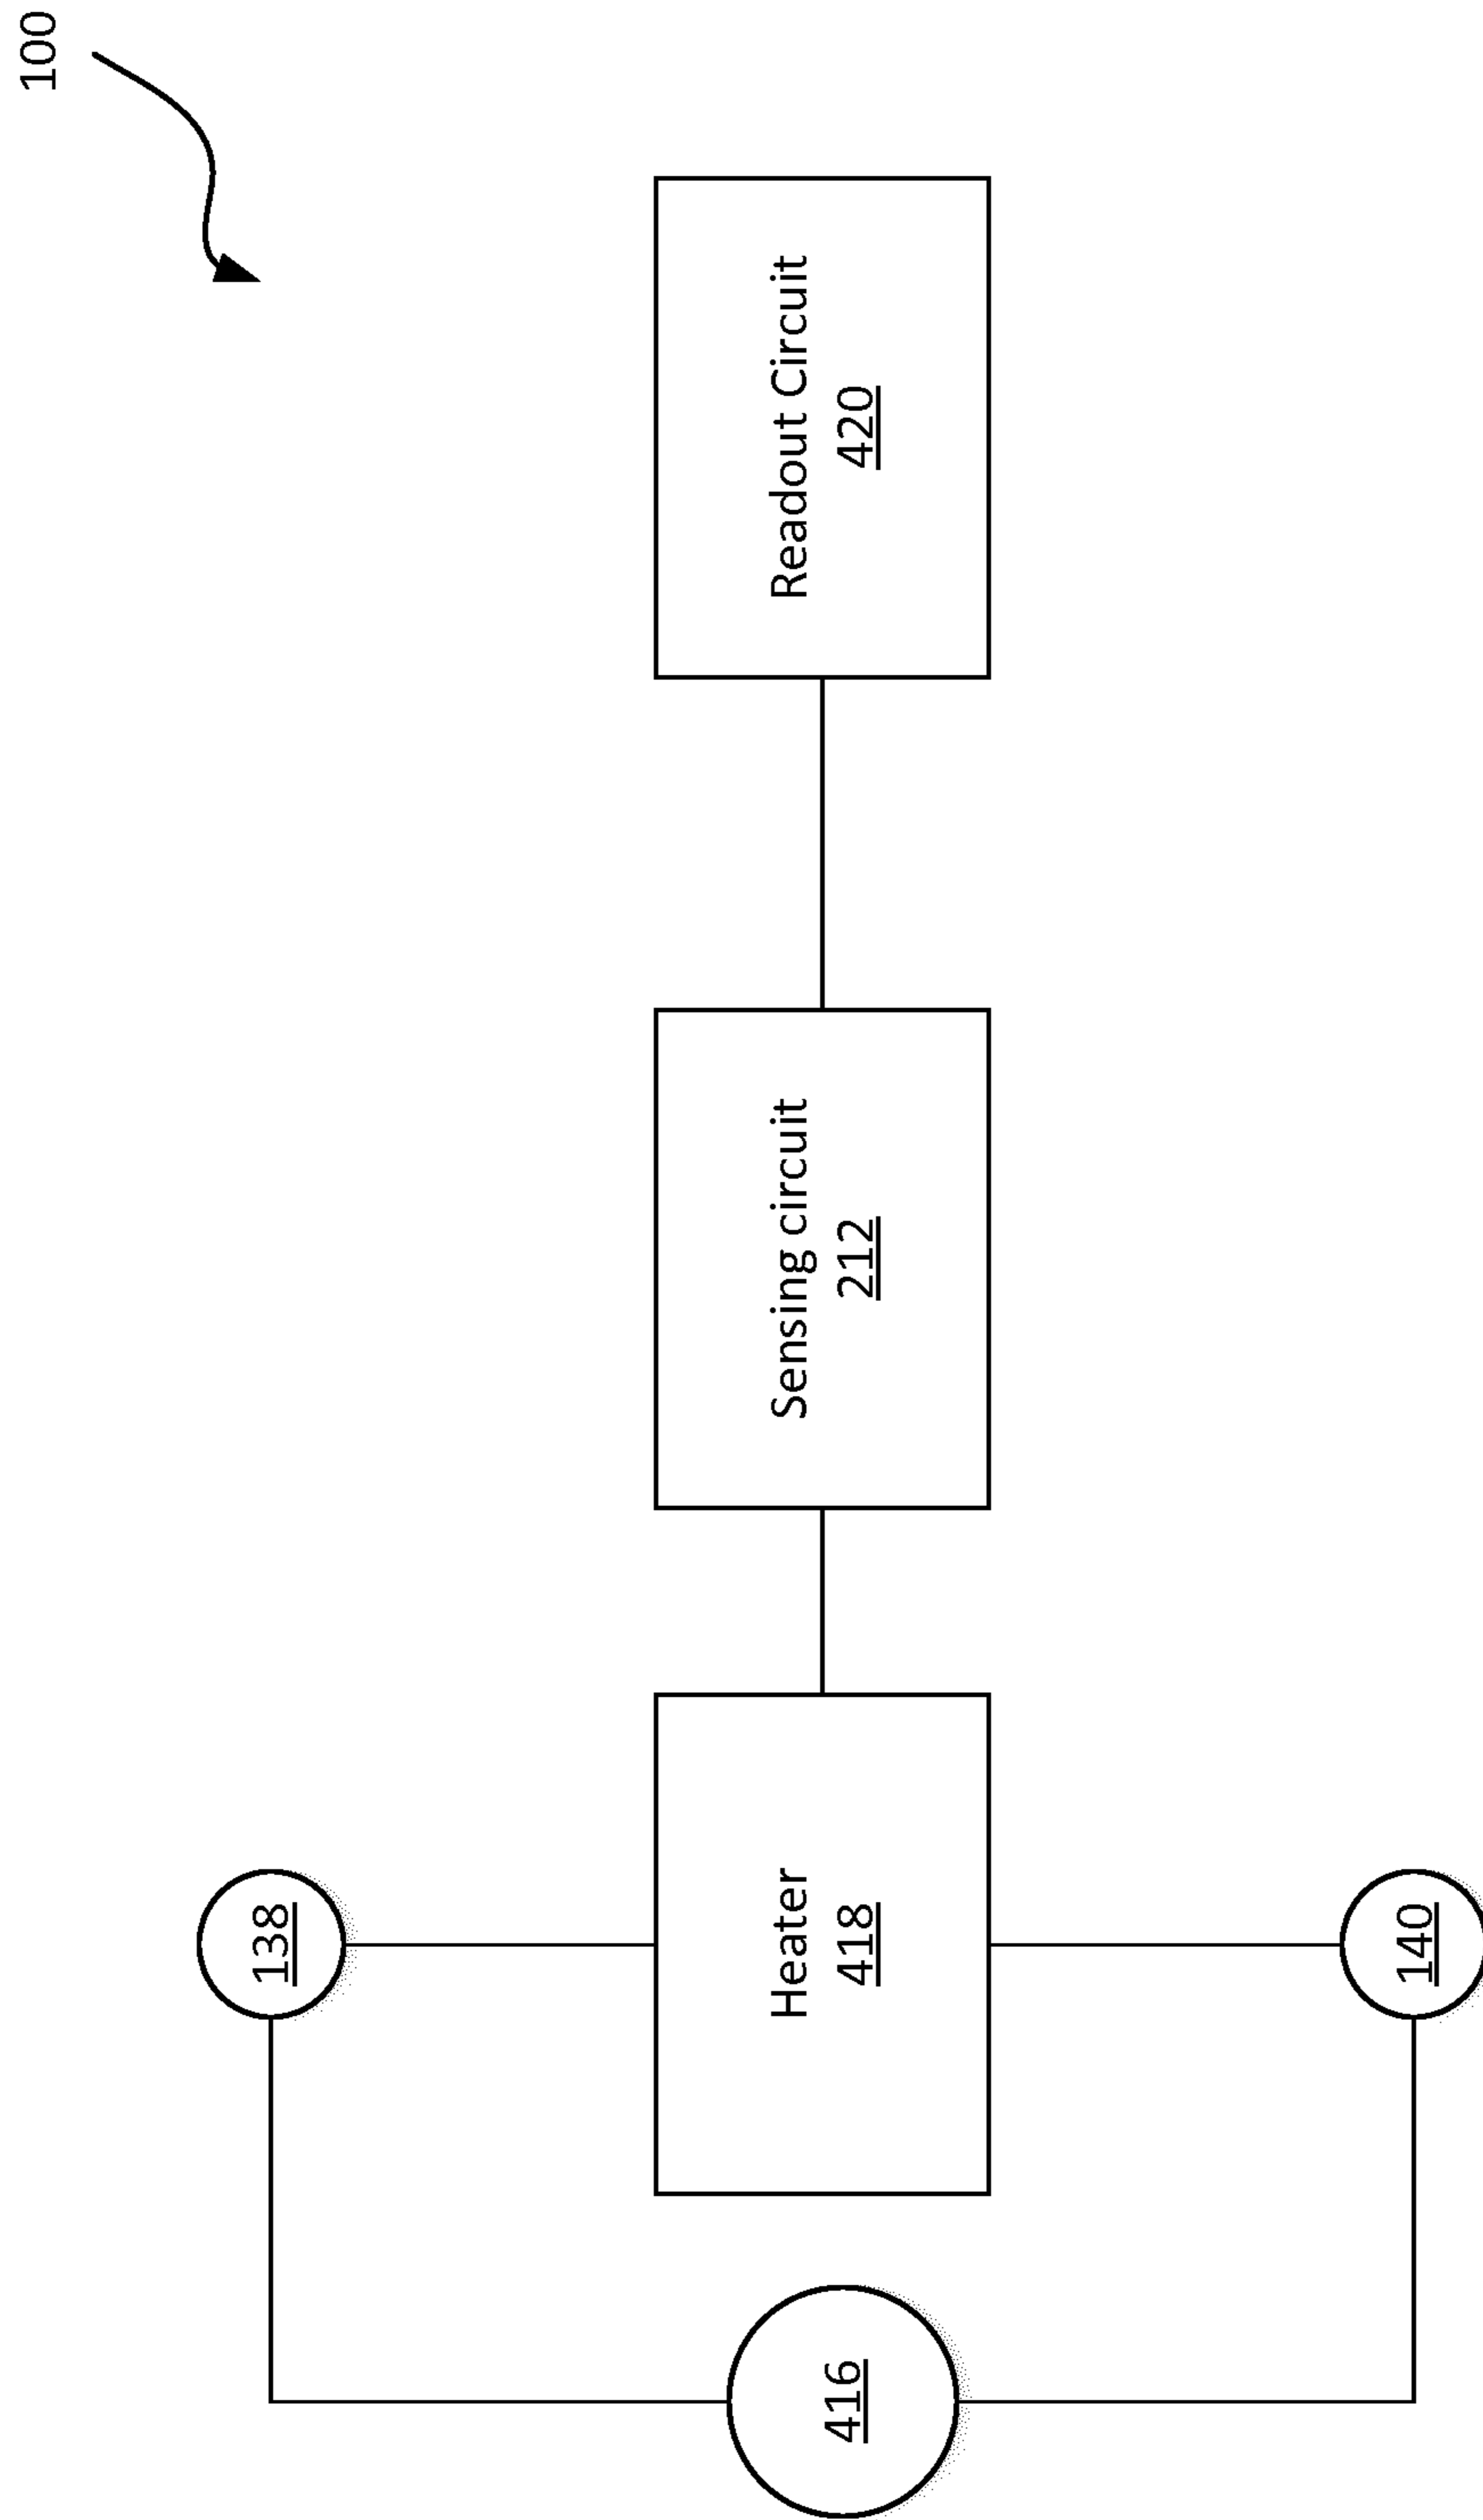 100
138
416
Heater
418
140
Sensing circuit
212
Readout Circuit
420